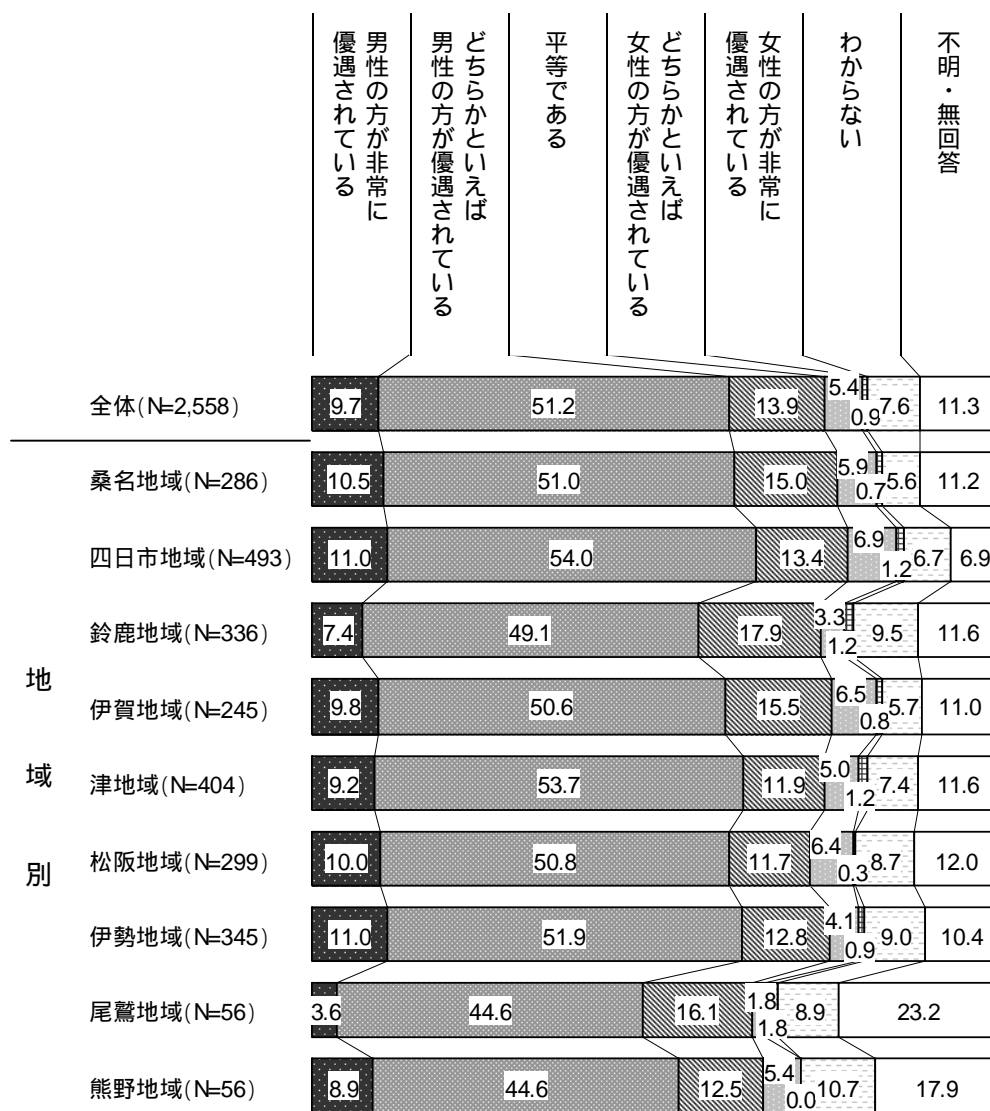 男性の方が非常に
優遇されている
どちらかといえば
男性の方が優遇されている
平等である
どちらかといえば
女性の方が優遇されている
女性の方が非常に
優遇されている
わからない
不明・無回答
全体(N=2,558) 9.7 51.2 13.9 5.4 0.9 7.6 11.3
地域別
桑名地域(N=286) 10.5 51.0 15.0 5.9 0.7 5.6 11.2
四日市地域(N=493) 11.0 54.0 13.4 6.9 1.2 6.7 6.9
鈴鹿地域(N=336) 7.4 49.1 17.9 3.3 1.2 9.5 11.6
伊賀地域(N=245) 9.8 50.6 15.5 6.5 0.8 5.7 11.0
津地域(N=404) 9.2 53.7 11.9 5.0 1.2 7.4 11.6
松阪地域(N=299) 10.0 50.8 11.7 6.4 0.3 8.7 12.0
伊勢地域(N=345) 11.0 51.9 12.8 4.1 0.9 9.0 10.4
尾鷲地域(N=56) 3.6 44.6 16.1 1.8 1.8 8.9 23.2
熊野地域(N=56) 8.9 44.6 12.5 5.4 0.0 10.7 17.9